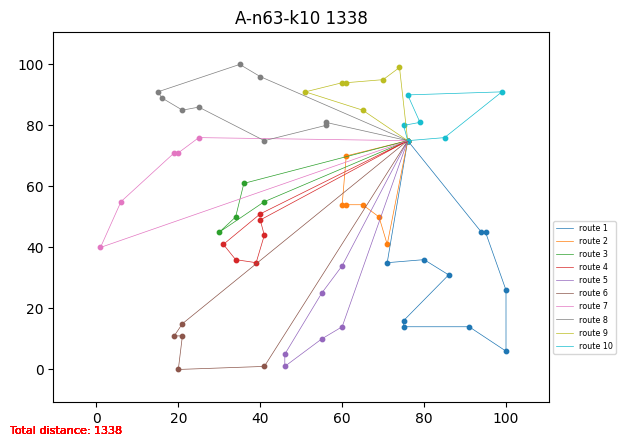 A-n63-k10 1338
100
80
60
40
20
0
0 20 40 60 80 100
route 1
route 2
route 3
route 4
route 5
route 6
route 7
route 8
route 9
route 10
Total distance: 1338